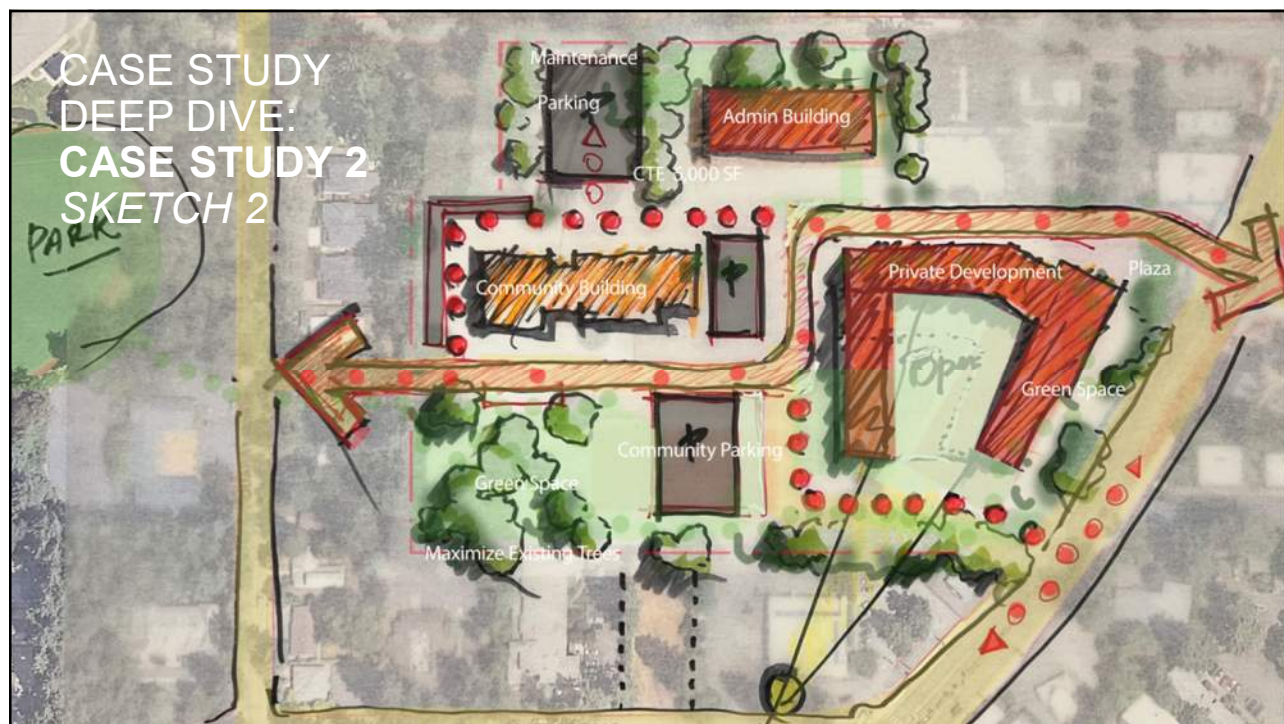 CASE STUDY
DEEP DIVE:
CASE STUDY 2
SKETCH 2
PARK
Maintenance
Parking
P
Admin Building
CTE 5,000 SF
Community Building
P
Private Development
Plaza
Open
Green Space
Community Parking
P
Green Space
Maximize Existing Trees